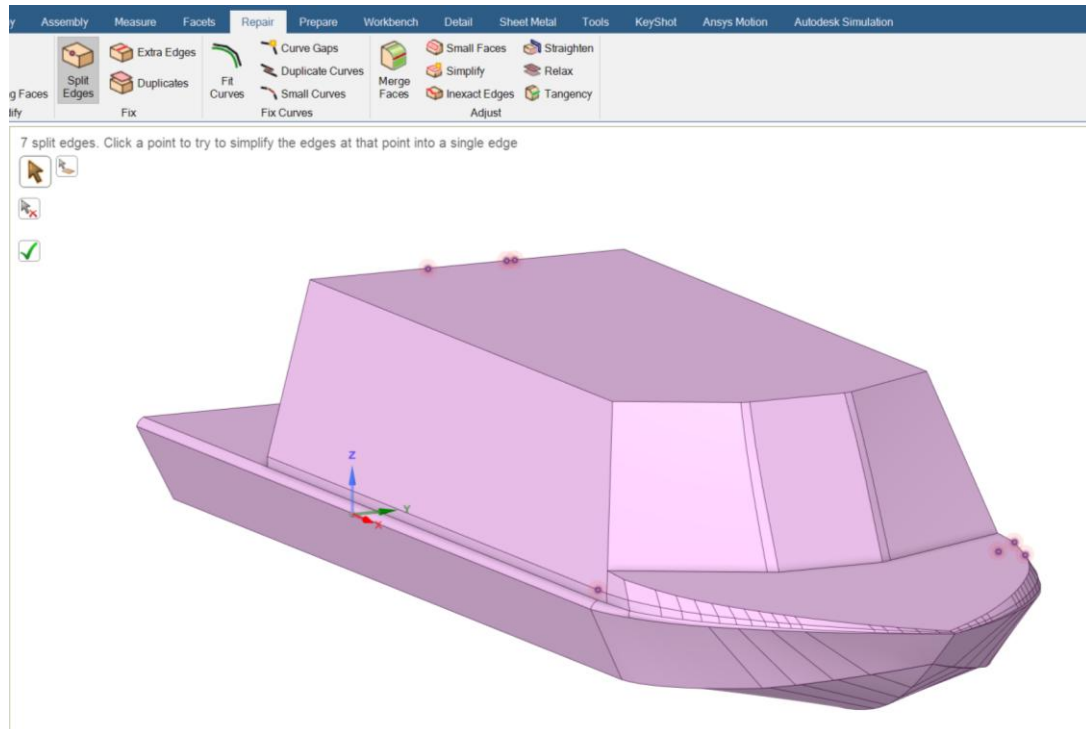 y Assembly Measure Facets Repair Prepare Workbench Detail Sheet Metal Tools KeyShot Ansys Motion Autodesk Simulation
Split Edges
Extra Edges
Duplicates
Fit Curves
Curve Gaps
Duplicate Curves
Small Curves
Merge Faces
Small Faces
Simplify
Inexact Edges
Straighten
Relax
Tangency
g Faces
ify Fix Fix Curves Adjust
7 split edges. Click a point to try to simplify the edges at that point into a single edge
Z
Y
X